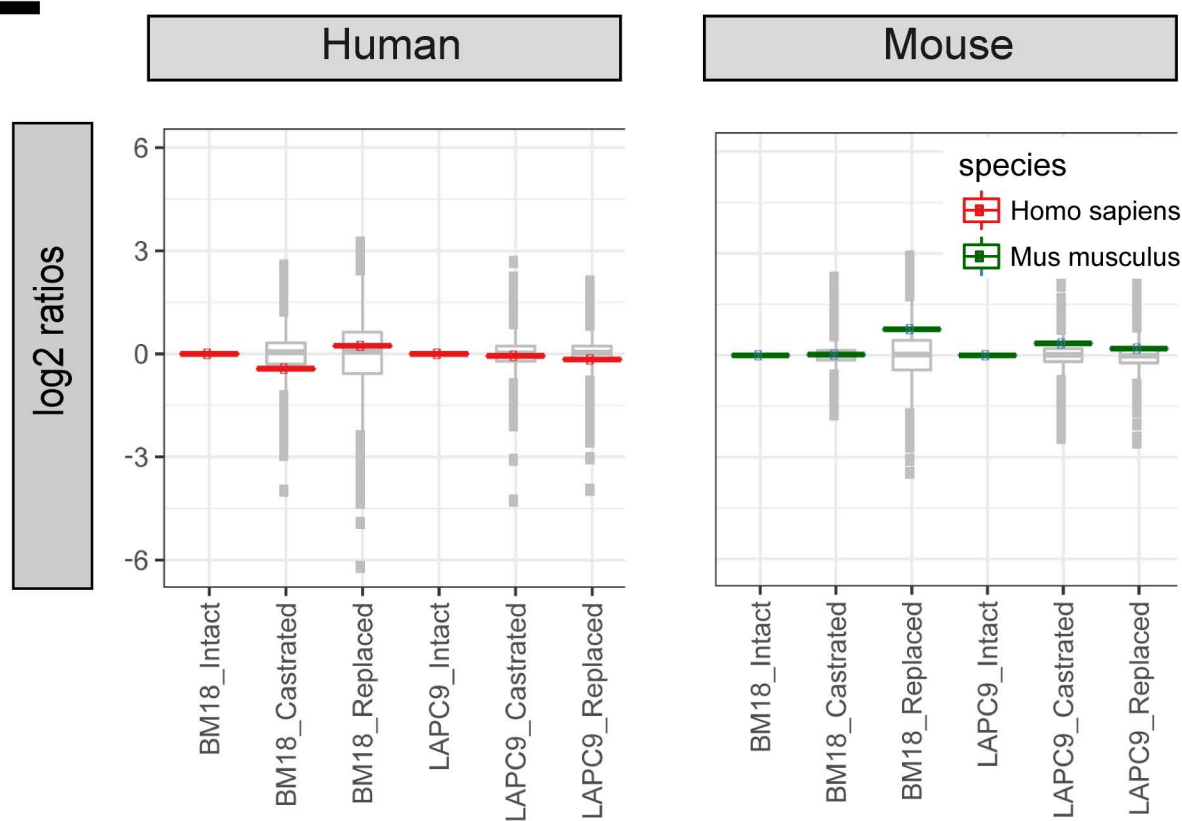 Human
Mouse
log2 ratios
6
3
0
-3
-6
species
Homo sapiens
Mus musculus
BM18_Intact
BM18_Castrated
BM18_Replaced
LAPC9_Intact
LAPC9_Castrated
LAPC9_Replaced
BM18_Intact
BM18_Castrated
BM18_Replaced
LAPC9_Intact
LAPC9_Castrated
LAPC9_Replaced